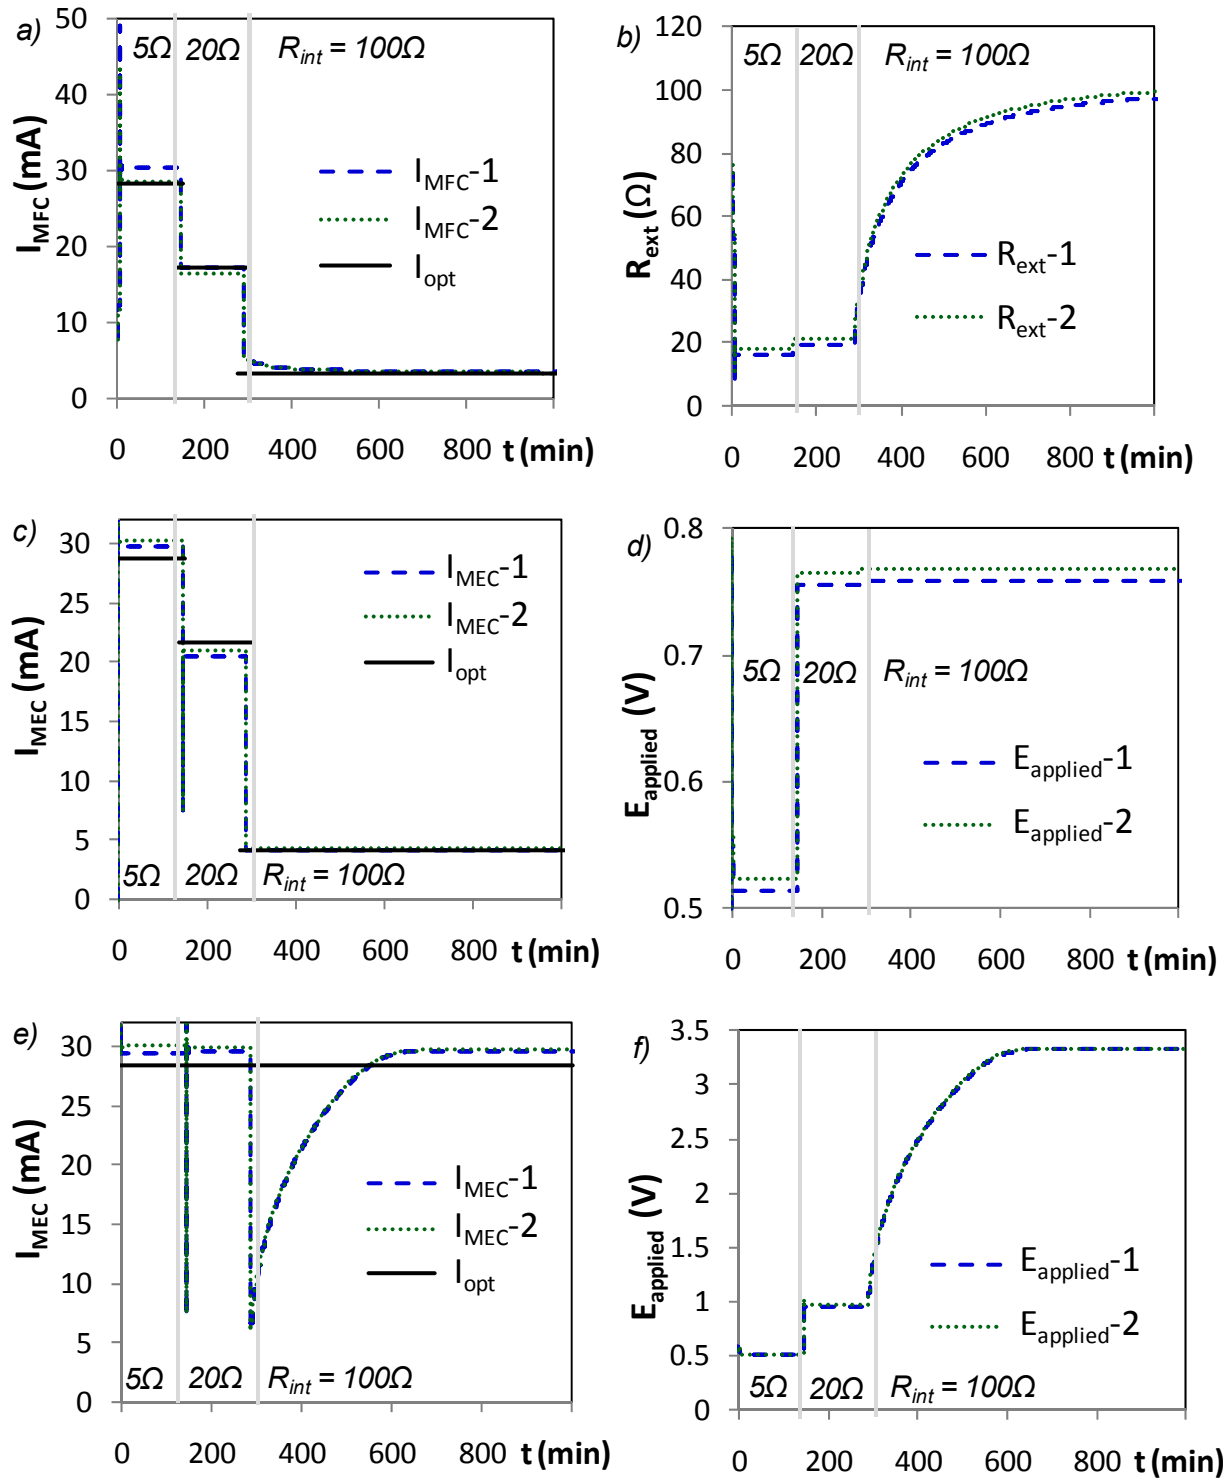 a)
50
40
30
20
10
0
I_MFC (mA)
5Ω 20Ω R_int = 100Ω
I_MFC-1
I_MFC-2
I_opt
0 200 400 600 800 t (min)
b)
120
100
80
60
40
20
0
R_ext (Ω)
5Ω 20Ω R_int = 100Ω
R_ext-1
R_ext-2
0 200 400 600 800 t (min)
c)
30
25
20
15
10
5
0
I_MEC (mA)
I_MEC-1
I_MEC-2
I_opt
5Ω 20Ω R_int = 100Ω
0 200 400 600 800 t (min)
d)
0.8
0.7
0.6
0.5
E_applied (V)
5Ω 20Ω R_int = 100Ω
E_applied-1
E_applied-2
0 200 400 600 800 t (min)
e)
30
25
20
15
10
5
0
I_MEC (mA)
I_MEC-1
I_MEC-2
I_opt
5Ω 20Ω R_int = 100Ω
0 200 400 600 800 t (min)
f)
3.5
3
2.5
2
1.5
1
0.5
0
E_applied (V)
E_applied-1
E_applied-2
5Ω 20Ω R_int = 100Ω
0 200 400 600 800 t (min)